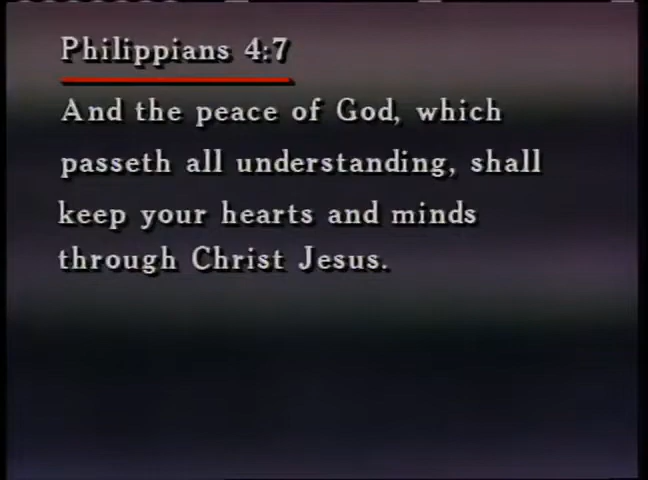 Philippians 4:7
And the peace of God, which
passeth all understanding, shall
keep your hearts and minds
through Christ Jesus.